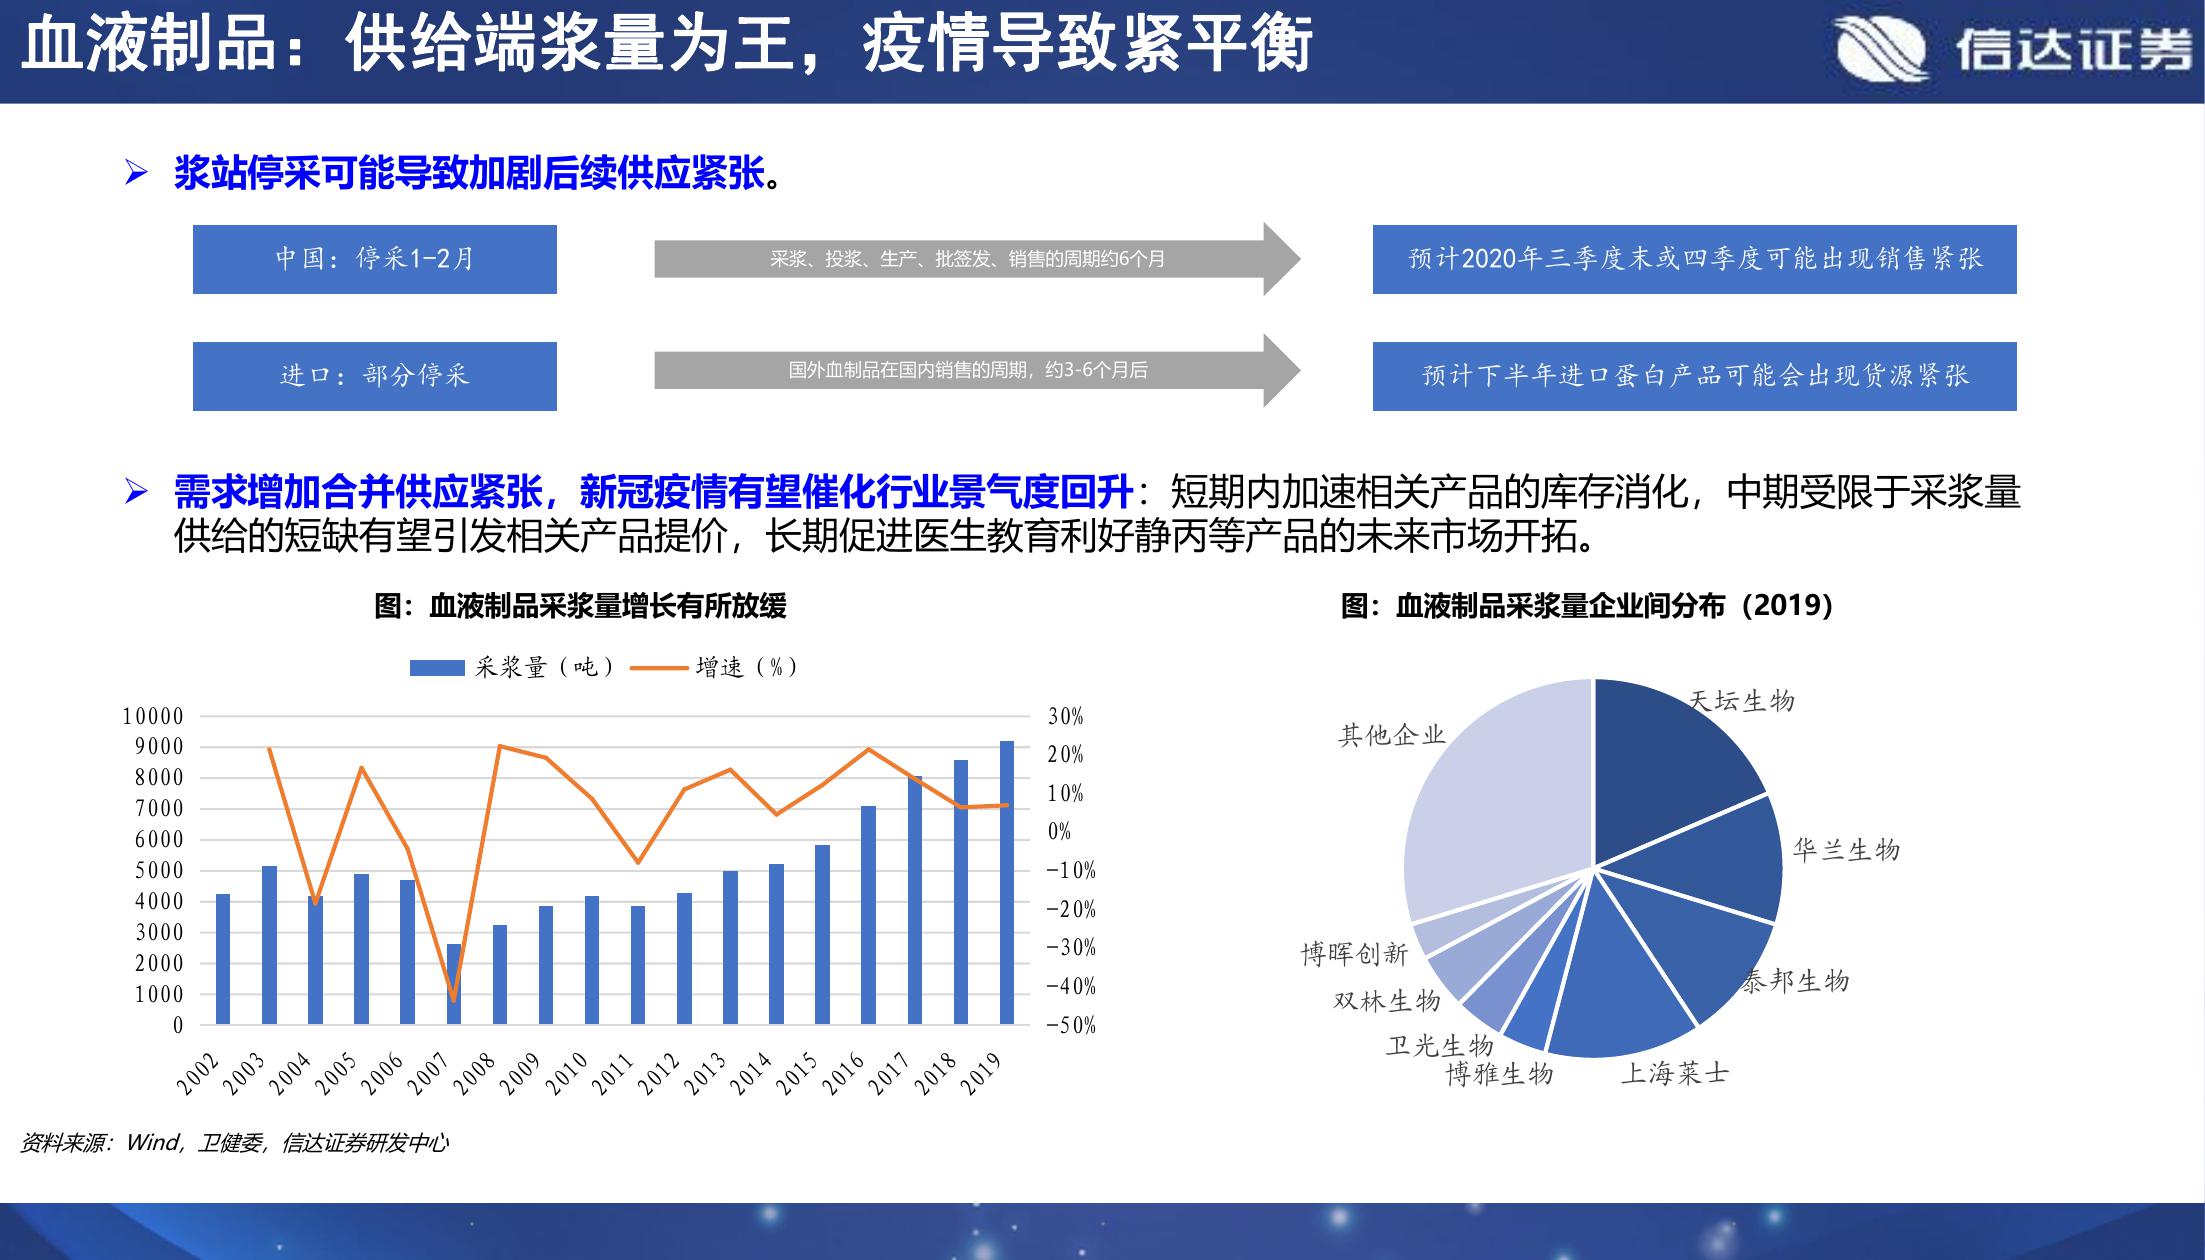 血液制品：供给端浆量为王，疫情导致紧平衡
信达证券
浆站停采可能导致加剧后续供应紧张。
中国：停采1-2月
采浆、投浆、生产、批签发、销售的周期约6个月
预计2020年三季度末或四季度可能出现销售紧张
进口：部分停采
国外血制品在国内销售的周期，约3-6个月后
预计下半年进口蛋白产品可能会出现货源紧张
需求增加合并供应紧张，新冠疫情有望催化行业景气度回升：短期内加速相关产品的库存消化，中期受限于采浆量
供给的短缺有望引发相关产品提价，长期促进医生教育利好静丙等产品的未来市场开拓。
图：血液制品采浆量增长有所放缓
采浆量（吨）
增速（%）
10000
9000
8000
7000
6000
5000
4000
3000
2000
1000
0
30%
20%
10%
0%
-10%
-20%
-30%
-40%
-50%
2002
2003
2004
2005
2006
2007
2008
2009
2010
2011
2012
2013
2014
2015
2016
2017
2018
2019
图：血液制品采浆量企业间分布（2019）
天坛生物
华兰生物
泰邦生物
上海莱士
博雅生物
卫光生物
双林生物
博晖创新
其他企业
资料来源：Wind，卫健委，信达证券研发中心